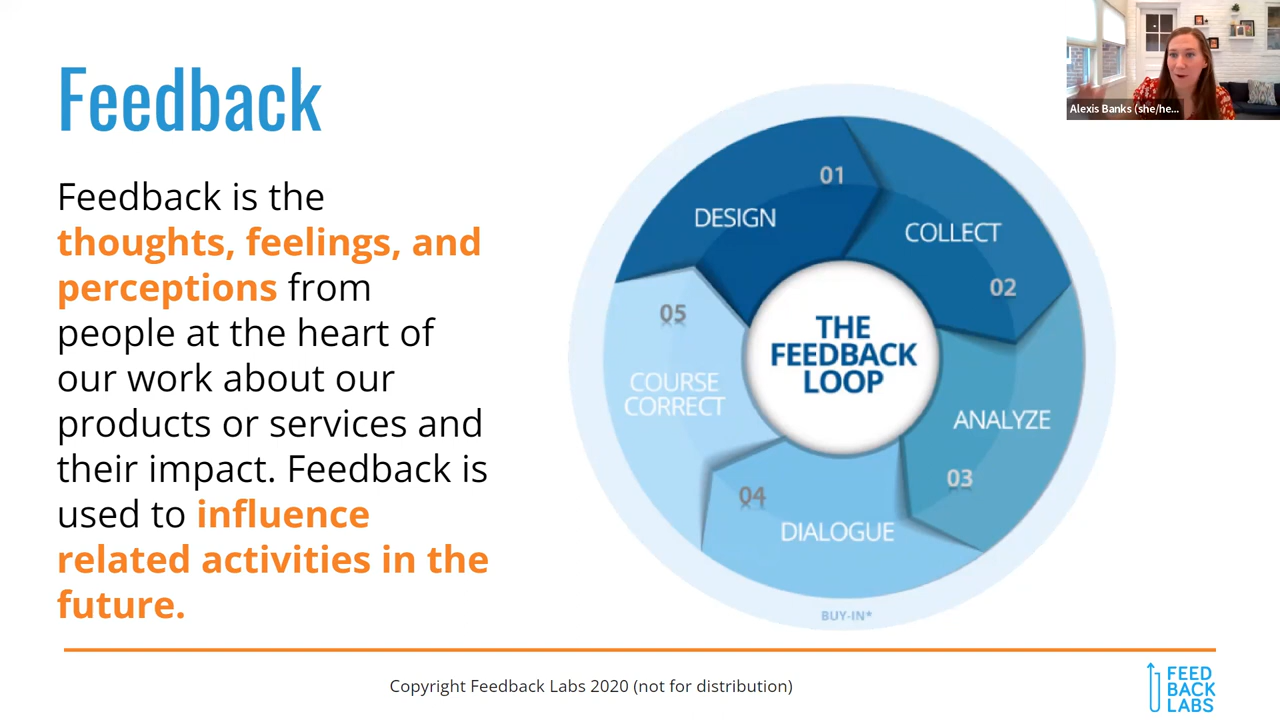 Feedback
Feedback is the
thoughts, feelings, and
perceptions from
people at the heart of
our work about our
products or services and
their impact. Feedback is
used to influence
related activities in the
future.
01
DESIGN
COLLECT
02
ANALYZE
03
04
DIALOGUE
05
COURSE
CORRECT
THE
FEEDBACK
LOOP
BUY-IN*
Alexis Banks (she/he...
Copyright Feedback Labs 2020 (not for distribution)
FEED
BACK
LABS